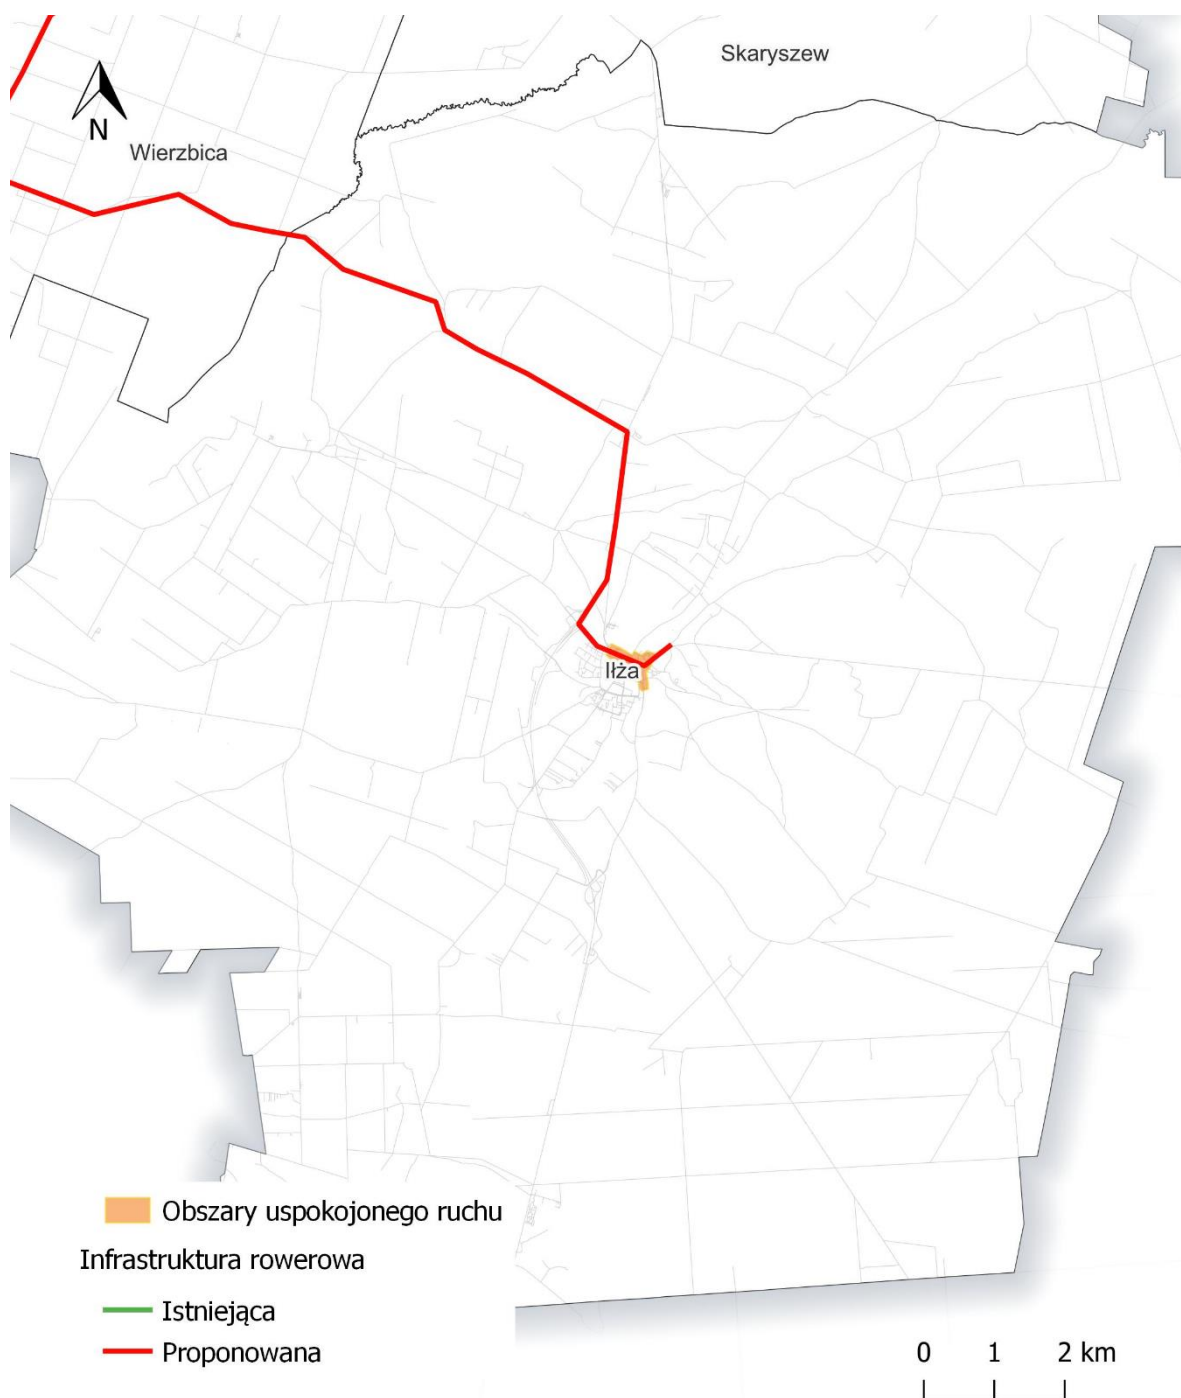 Skaryszew
N
Wierzbica
Iłża
Obszary uspokojonego ruchu
Infrastruktura rowerowa
Istniejąca
Proponowana
0 1 2 km